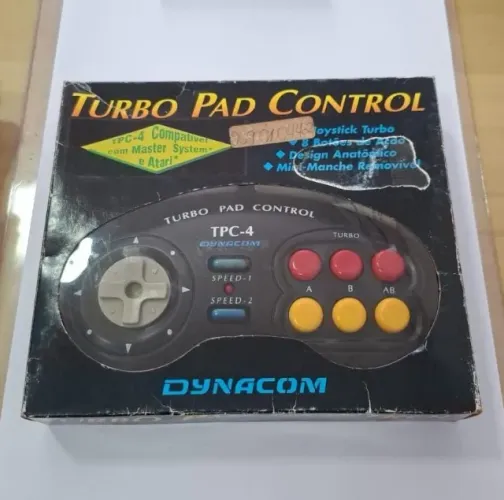 TURBO PAD CONTROL
TPC-4 Compatível
com Master System*
e Atari*
Joystick Turbo
8 Botões de Ação
Design Anatômico
Mini-Manche Removível
TURBO PAD CONTROL
TPC-4
DYNACOM
TURBO
SPEED-1
SPEED-2
A B AB
DYNACOM